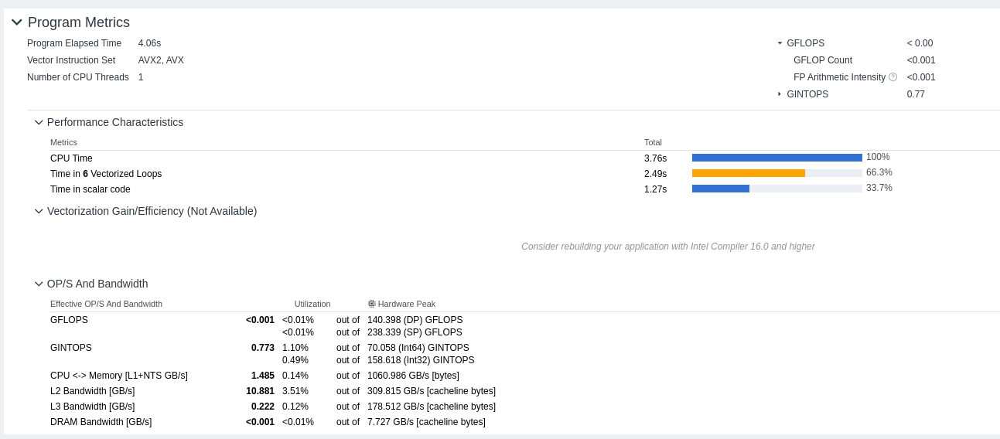 Program Metrics
Program Elapsed Time 4.06s
Vector Instruction Set AVX2, AVX
Number of CPU Threads 1
GFLOPS < 0.00
GFLOP Count <0.001
FP Arithmetic Intensity <0.001
GINTOPS 0.77
Performance Characteristics
Metrics Total
CPU Time 3.76s 100%
Time in 6 Vectorized Loops 2.49s 66.3%
Time in scalar code 1.27s 33.7%
Vectorization Gain/Efficiency (Not Available)
Consider rebuilding your application with Intel Compiler 16.0 and higher
OP/S And Bandwidth
Effective OP/S And Bandwidth Utilization Hardware Peak
GFLOPS <0.001 <0.01% out of 140.398 (DP) GFLOPS
<0.01% out of 238.339 (SP) GFLOPS
GINTOPS 0.773 1.10% out of 70.058 (Int64) GINTOPS
0.49% out of 158.618 (Int32) GINTOPS
CPU <-> Memory [L1+NTS GB/s] 1.485 0.14% out of 1060.986 GB/s [bytes]
L2 Bandwidth [GB/s] 10.881 3.51% out of 309.815 GB/s [cacheline bytes]
L3 Bandwidth [GB/s] 0.222 0.12% out of 178.512 GB/s [cacheline bytes]
DRAM Bandwidth [GB/s] <0.001 <0.01% out of 7.727 GB/s [cacheline bytes]